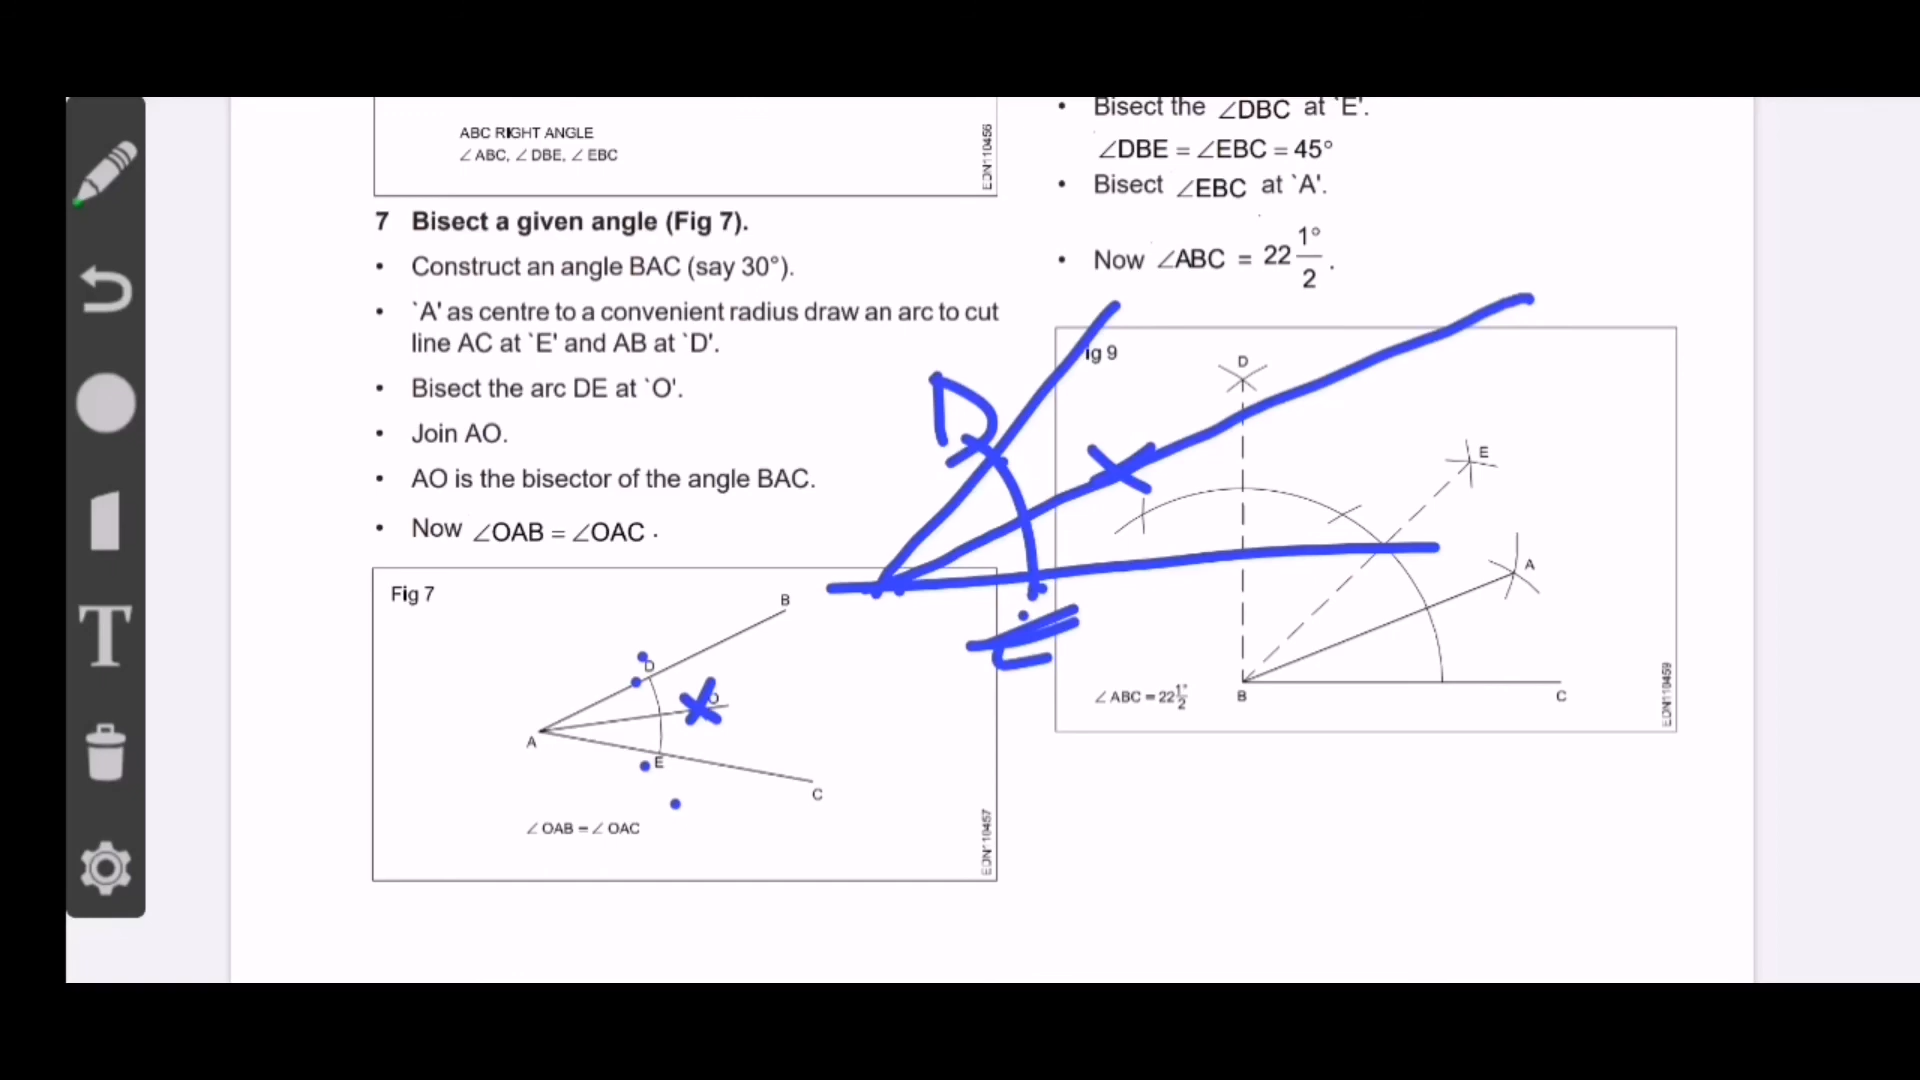 ABC RIGHT ANGLE
∠ABC, ∠DBE, ∠EBC
EDN110456
7 Bisect a given angle (Fig 7).
• Construct an angle BAC (say 30°).
• `A' as centre to a convenient radius draw an arc to cut
line AC at `E' and AB at `D'.
• Bisect the arc DE at `O'.
• Join AO.
• AO is the bisector of the angle BAC.
• Now ∠OAB = ∠OAC .
Fig 7
B
D
O
A
E
C
∠OAB = ∠OAC
EDN110457
• Bisect the ∠DBC at `E'.
∠DBE = ∠EBC = 45°
• Bisect ∠EBC at `A'.
• Now ∠ABC = 22 1°/2 .
ig 9
D
E
A
B
C
∠ABC = 22 1°/2
EDN110459
D
E
T